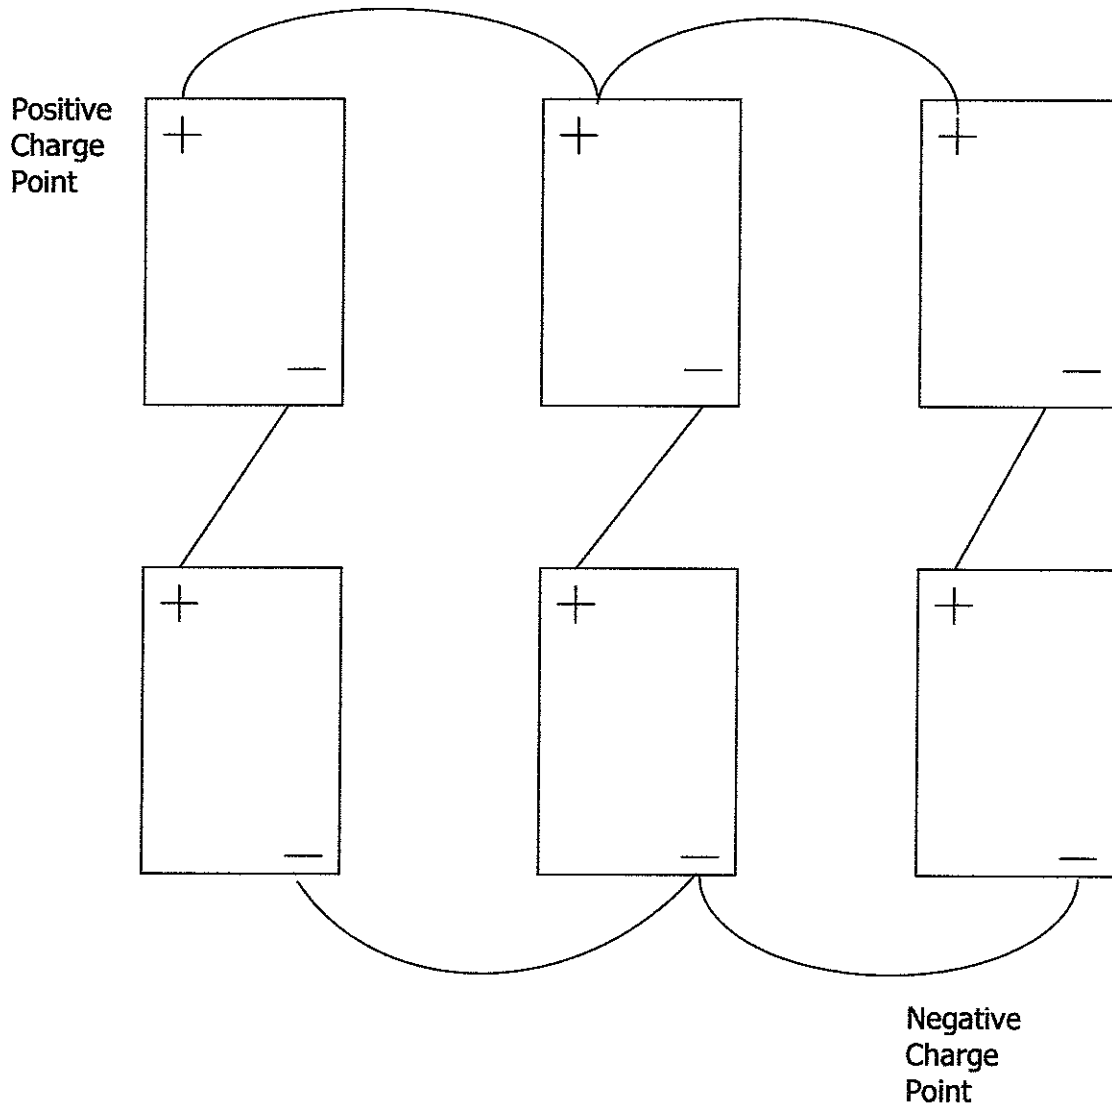 Positive
Charge
Point
+
+
+
—
—
—
+
+
+
—
—
—
Negative
Charge
Point